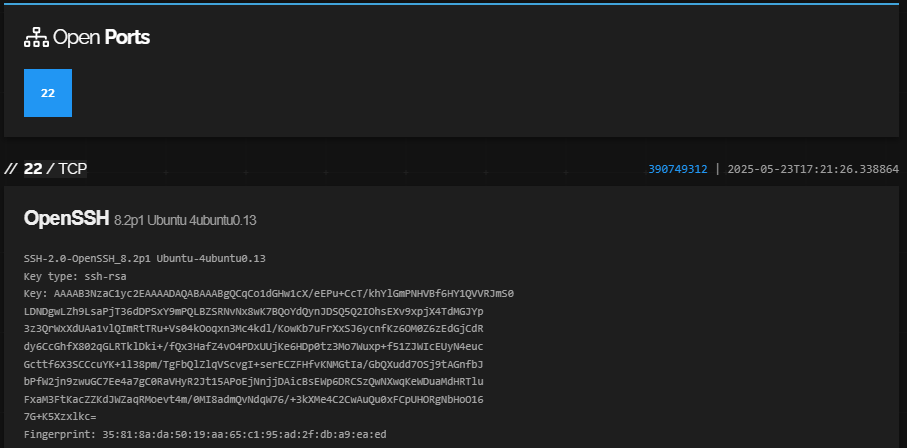 Open Ports
22
// 22 / TCP
390749312 | 2025-05-23T17:21:26.338864
OpenSSH 8.2p1 Ubuntu 4ubuntu0.13
SSH-2.0-OpenSSH_8.2p1 Ubuntu-4ubuntu0.13
Key type: ssh-rsa
Key: AAAAB3NzaC1yc2EAAAADAQABAAABgQCqCo1dGHw1cX/eEPu+CcT/khYlGmPNHVBf6HY1QVVRJmS0
LDNDgwLZh9LsaPjT36dDPSxY9mPQLBZSRNvNx8wK7BQoYdQynJDSQ5Q2IOhsEXv9xpjX4TdMGJYp
3z3QrWxXdUAa1vlQImRtTRu+Vs04kOoqxn3Mc4kdl/KowKb7uFrXxSJ6ycnfKz6OM0Z6zEdGjCdR
dy6CcGhfX802qGLRTklDki+/fQx3HafZ4vO4PDxUUjKe6HDp0tz3Mo7Wuxp+f51ZJWIcEUyN4euc
Gcttf6X3SCCcuYK+1l38pm/TgFbQlZlqVScvgI+serECZFHfvKNMGtIa/GbQXudd7OSj9tAGnfbJ
bPfW2jn9zwuGC7Ee4a7gC0RaVHyR2Jt15APoEjNnjjDAicBsEWp6DRCSzQwNXwqKeWDuaMdHRTlu
FxaM3FtKacZZKdJWZaqRMoevt4m/0MI8admQvNdqW76/+3kXMe4C2CwAuQu0xFCpUHORgNbHoO16
7G+K5Xzxlkc=
Fingerprint: 35:81:8a:da:50:19:aa:65:c1:95:ad:2f:db:a9:ea:ed